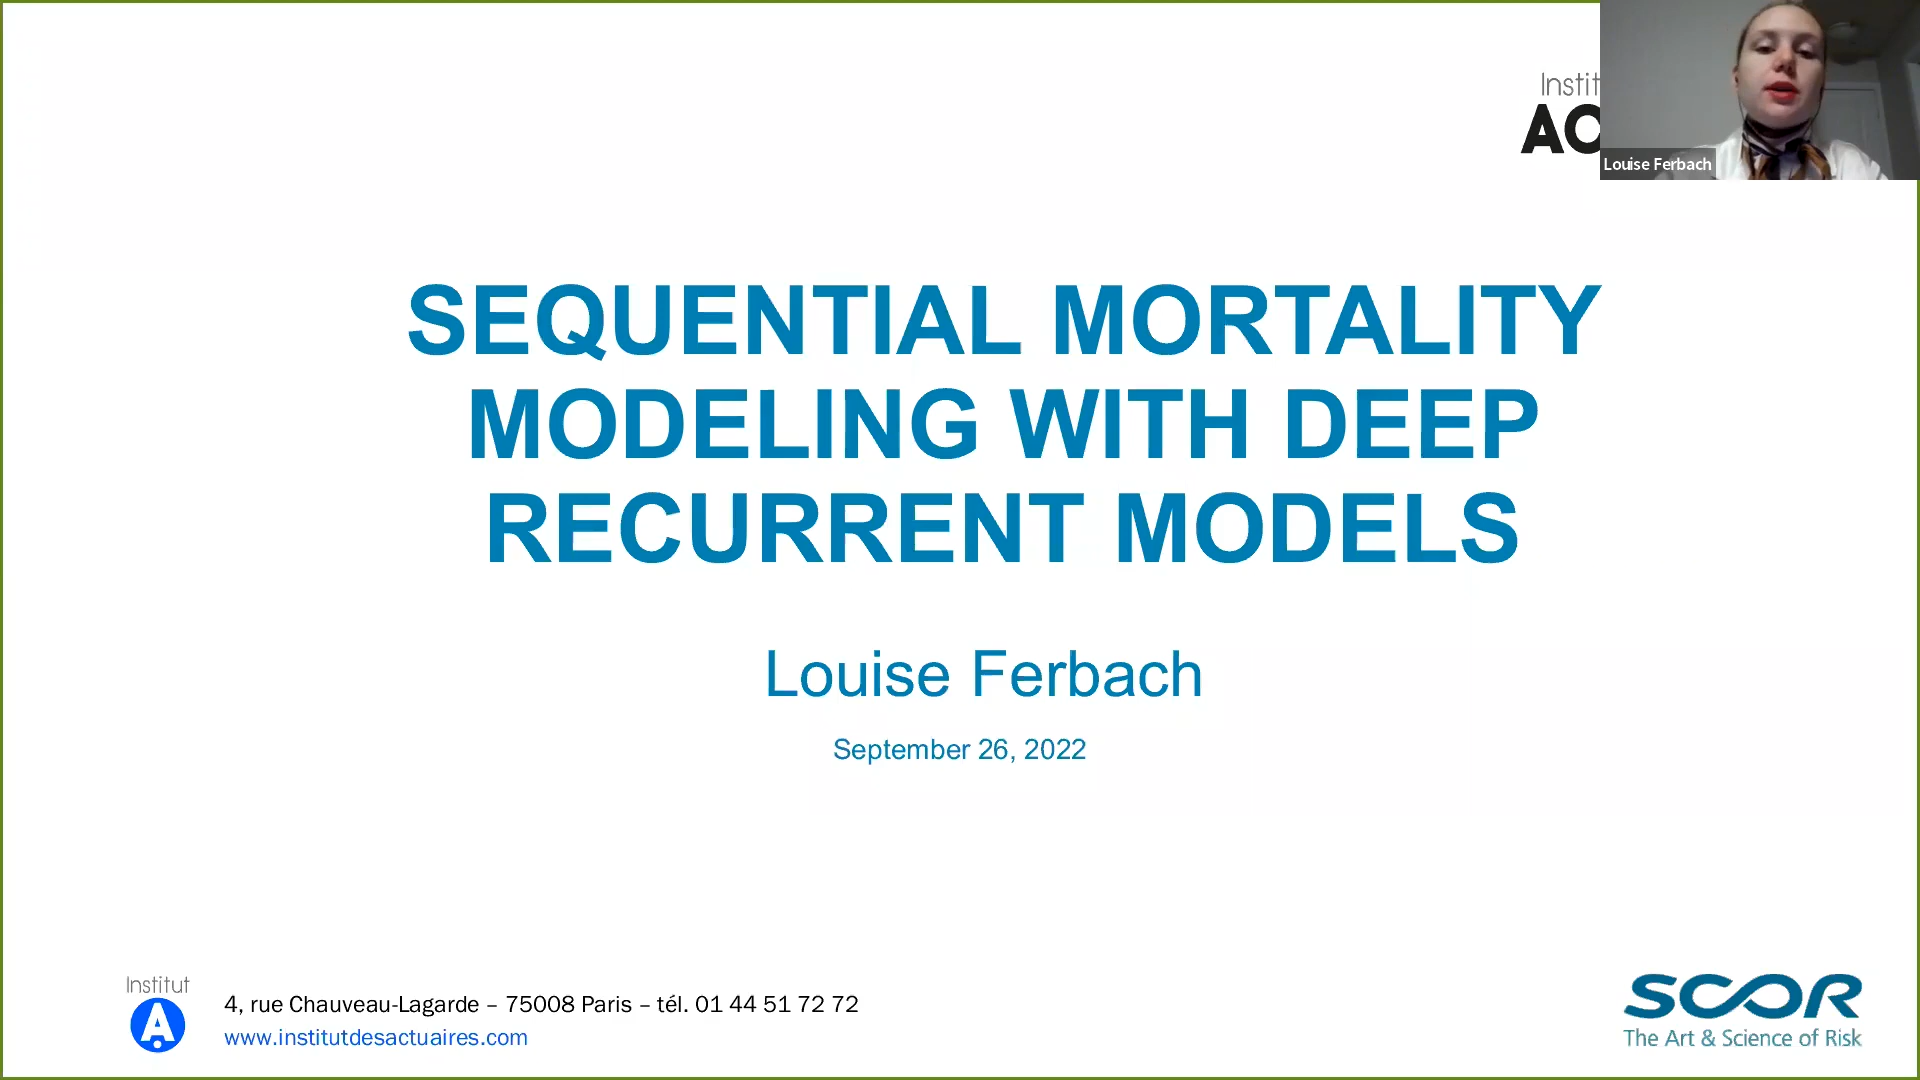 Instit
AC
Louise Ferbach
SEQUENTIAL MORTALITY
MODELING WITH DEEP
RECURRENT MODELS
Louise Ferbach
September 26, 2022
Institut
A
4, rue Chauveau-Lagarde – 75008 Paris – tél. 01 44 51 72 72
www.institutdesactuaires.com
SCOR
The Art & Science of Risk